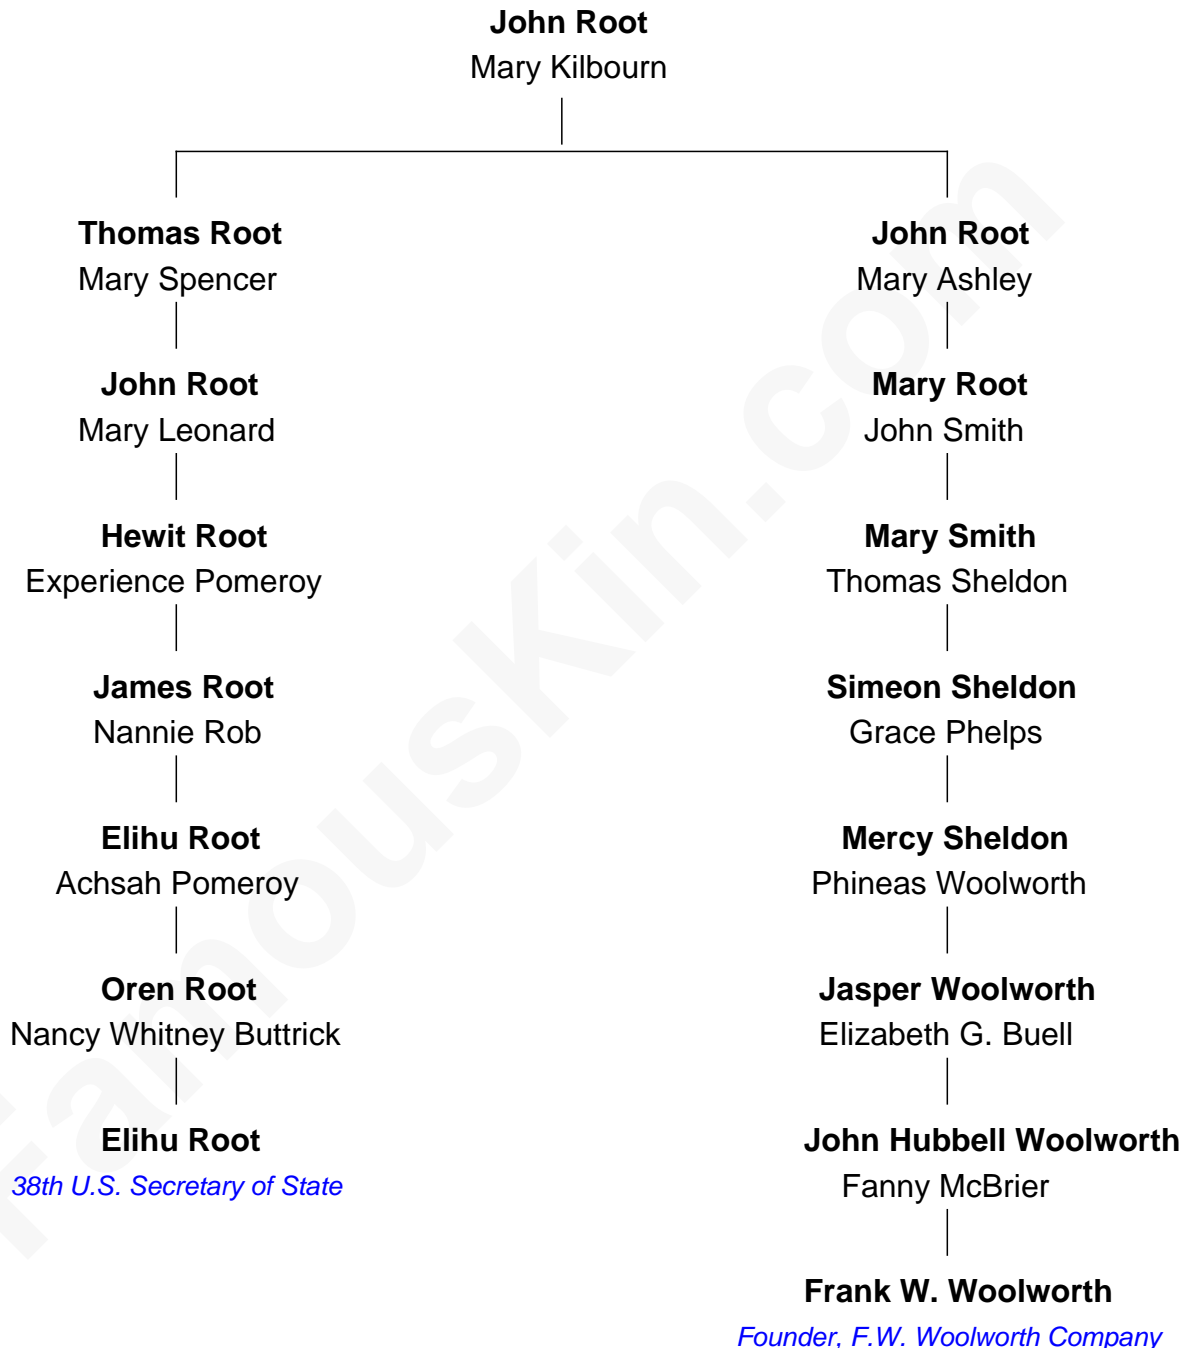 John Root
Mary Kilbourn
Thomas Root
Mary Spencer
John Root
Mary Leonard
Hewit Root
Experience Pomeroy
James Root
Nannie Rob
Elihu Root
Achsah Pomeroy
Oren Root
Nancy Whitney Buttrick
Elihu Root
38th U.S. Secretary of State
John Root
Mary Ashley
Mary Root
John Smith
Mary Smith
Thomas Sheldon
Simeon Sheldon
Grace Phelps
Mercy Sheldon
Phineas Woolworth
Jasper Woolworth
Elizabeth G. Buell
John Hubbell Woolworth
Fanny McBrier
Frank W. Woolworth
Founder, F.W. Woolworth Company
FamousKin.com